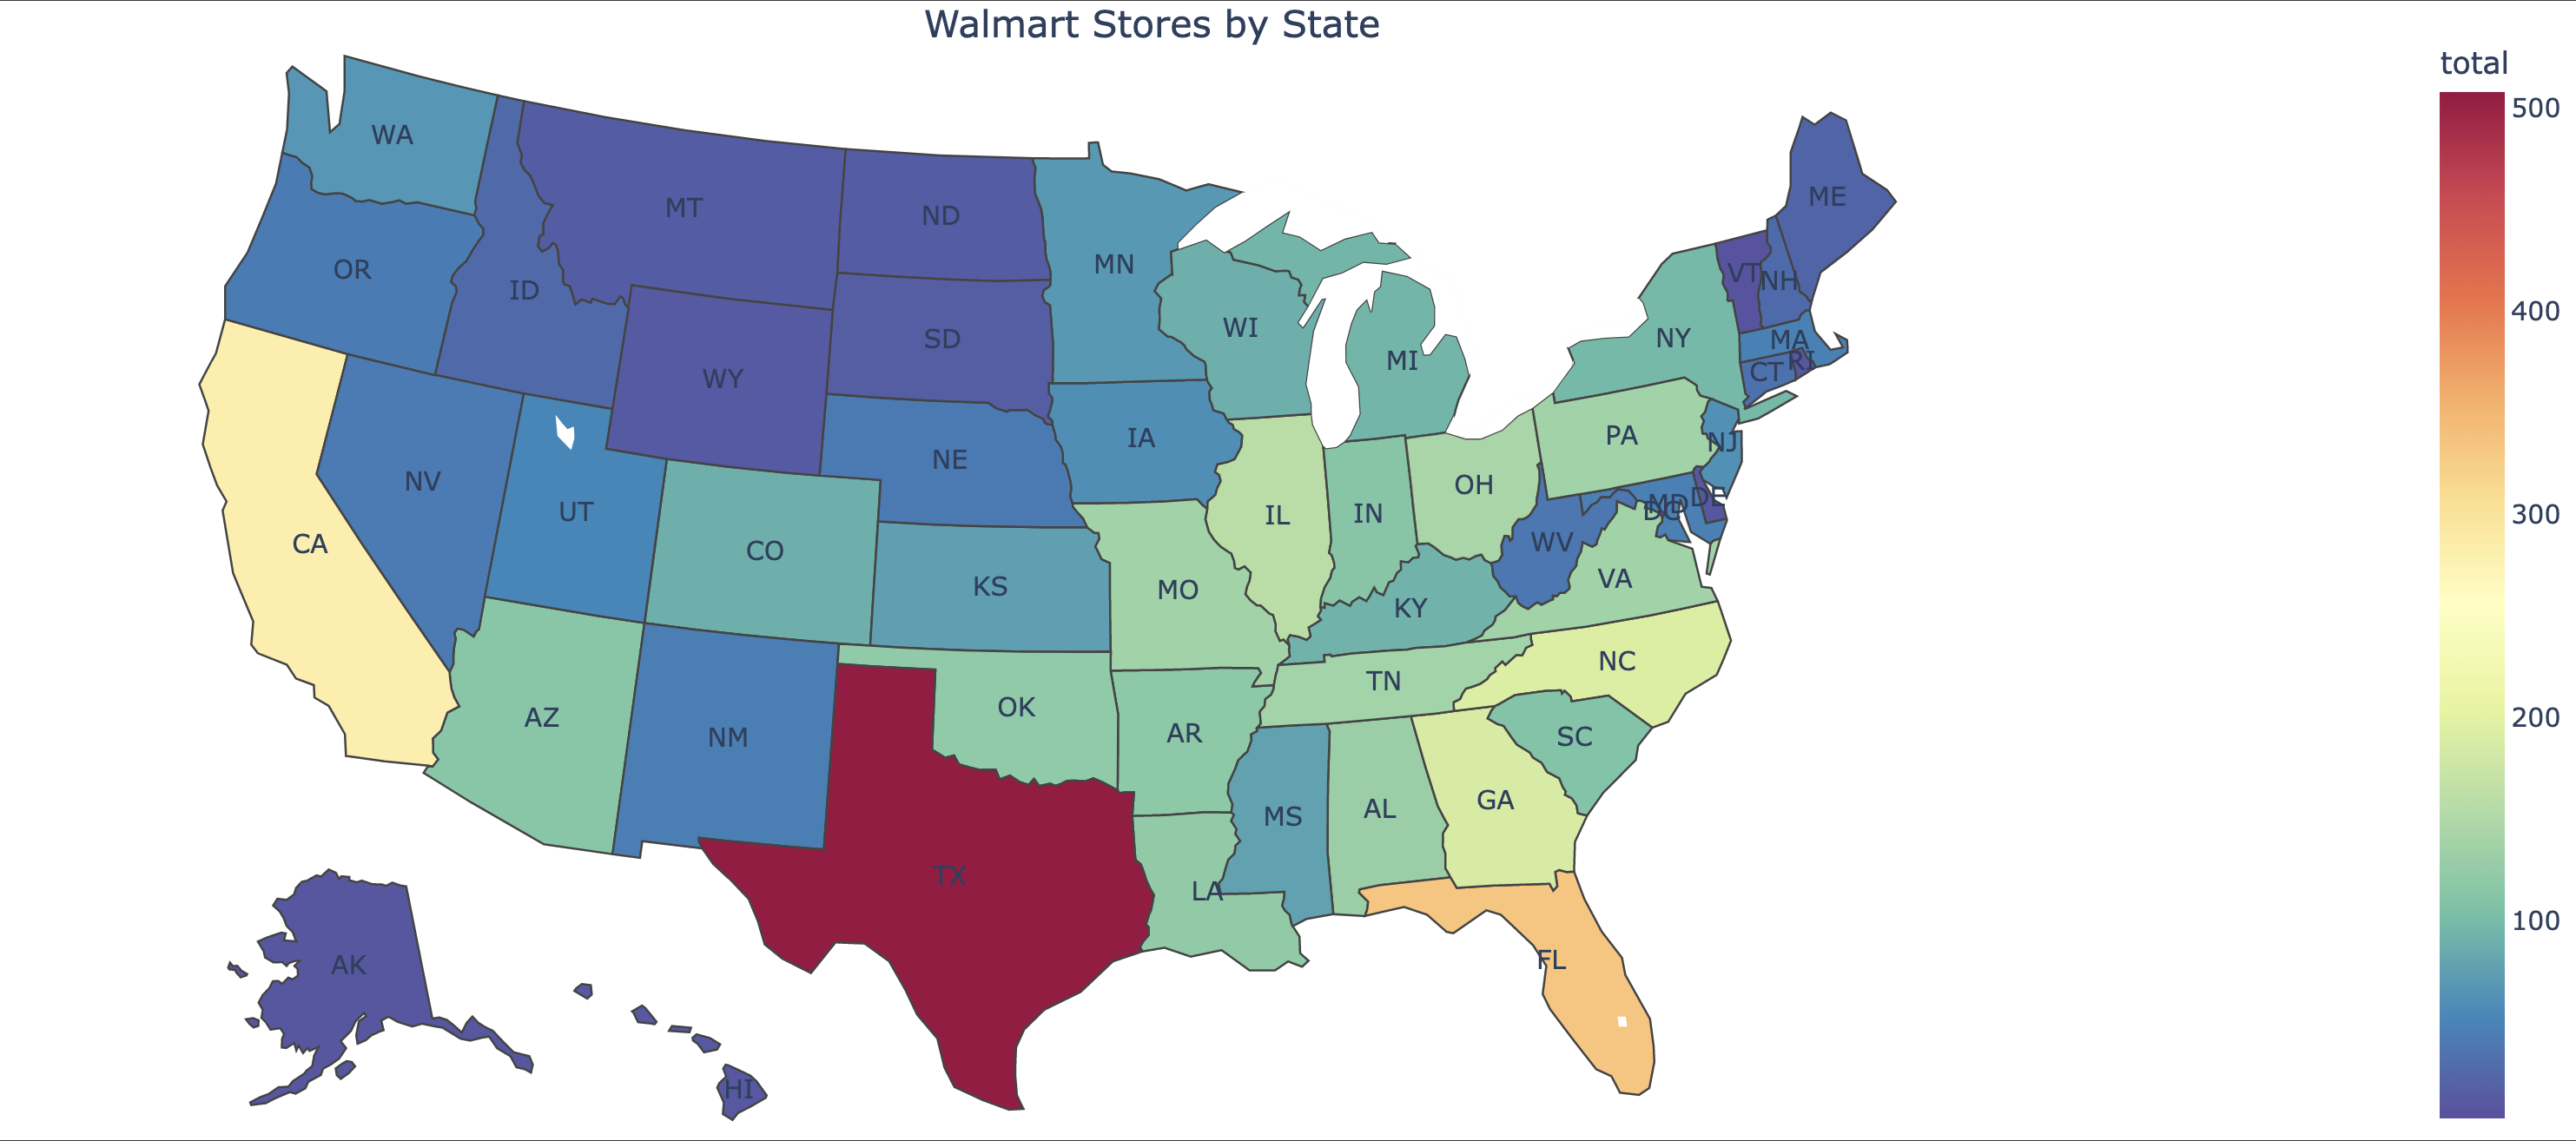 Walmart Stores by State
total
500
400
300
200
100
WA
MT
ND
MN
ME
OR
ID
SD
WI
MI
NY
VT
NH
MA
RI
CT
WY
NE
IA
PA
NJ
NV
UT
CO
KS
MO
IL
IN
OH
WV
MD
DE
DC
VA
KY
CA
AZ
NM
OK
AR
TN
NC
SC
TX
LA
MS
AL
GA
FL
AK
HI